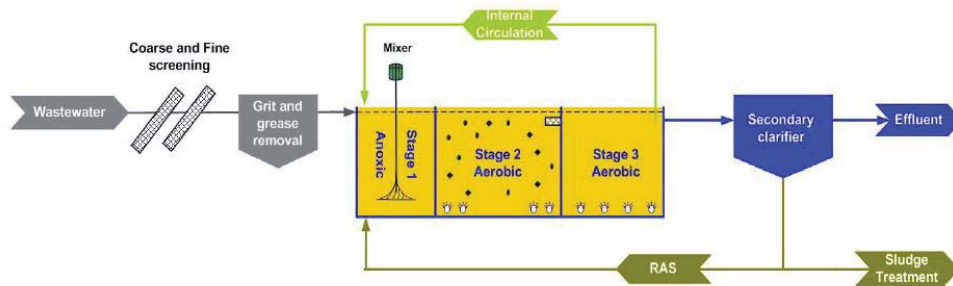 Internal
Circulation
Mixer
Coarse and Fine
screening
Wastewater
Grit and
grease
removal
Stage 1
Anoxic
Stage 2
Aerobic
Stage 3
Aerobic
Secondary
clarifier
Effluent
RAS
Sludge
Treatment